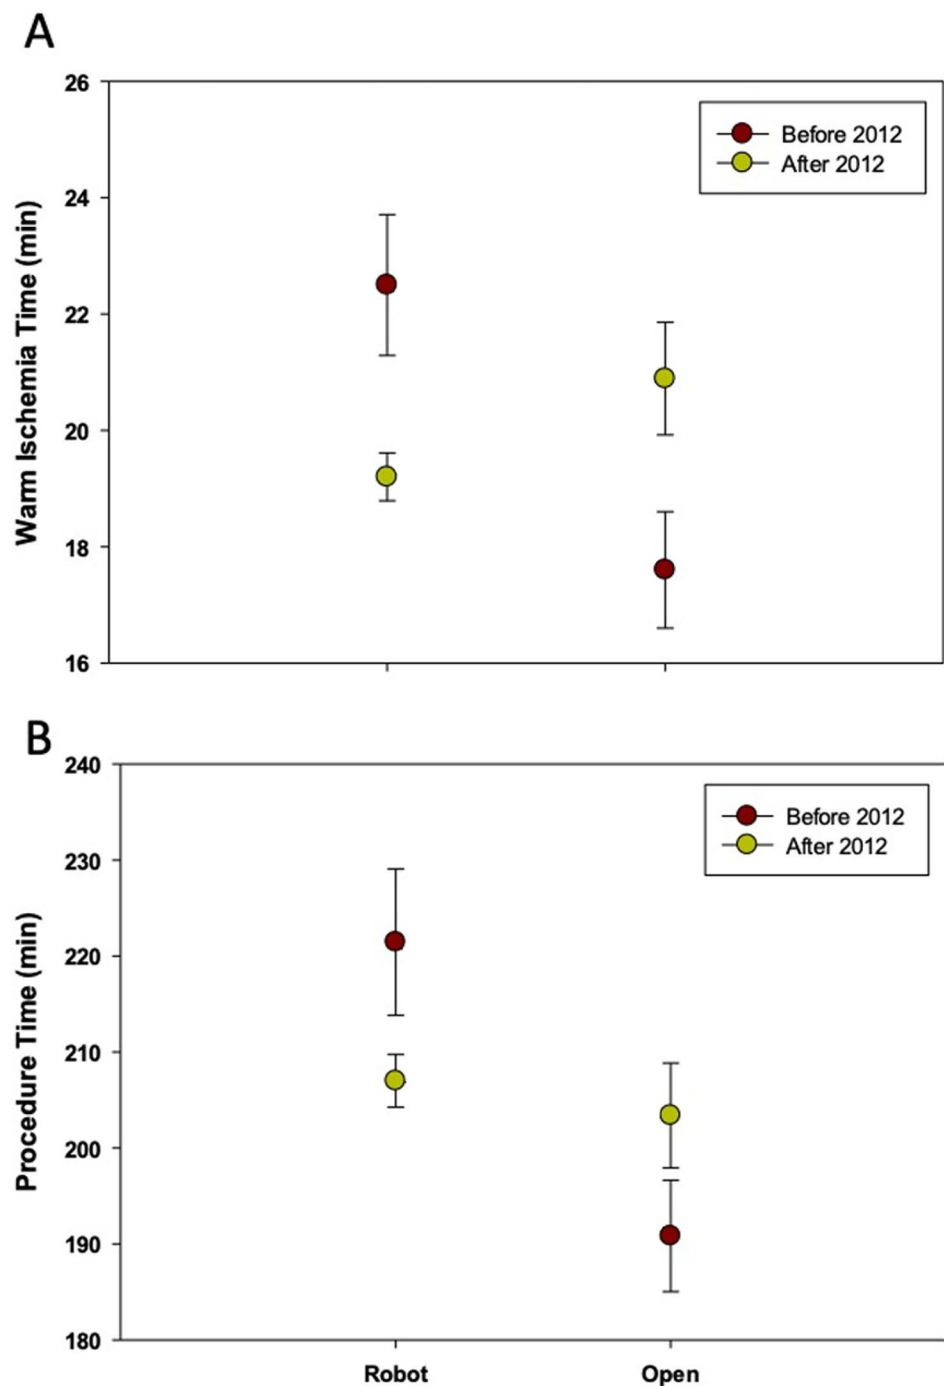 A
Warm Ischemia Time (min)
26
24
22
20
18
16
Before 2012
After 2012
B
Procedure Time (min)
240
230
220
210
200
190
180
Before 2012
After 2012
Robot
Open